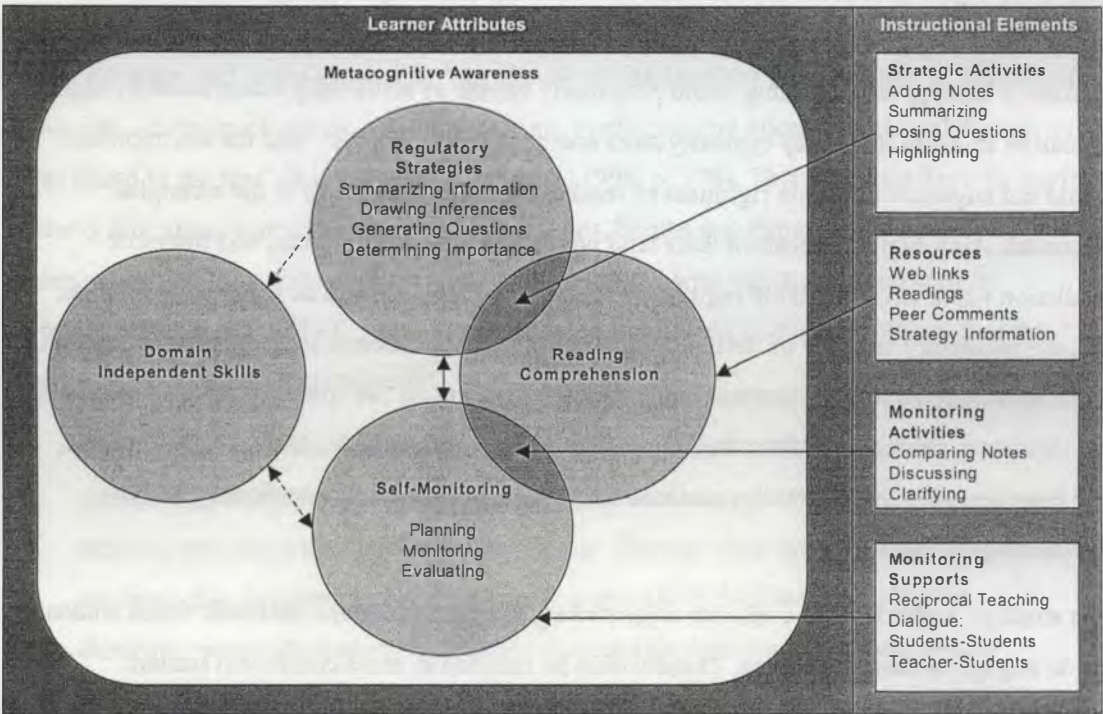 Learner Attributes
Metacognitive Awareness
Regulatory
Strategies
Summarizing Information
Drawing Inferences
Generating Questions
Determining Importance
Domain
Independent Skills
Reading
Comprehension
Self-Monitoring
Planning
Monitoring
Evaluating
Instructional Elements
Strategic Activities
Adding Notes
Summarizing
Posing Questions
Highlighting
Resources
Web links
Readings
Peer Comments
Strategy Information
Monitoring
Activities
Comparing Notes
Discussing
Clarifying
Monitoring
Supports
Reciprocal Teaching
Dialogue:
Students-Students
Teacher-Students